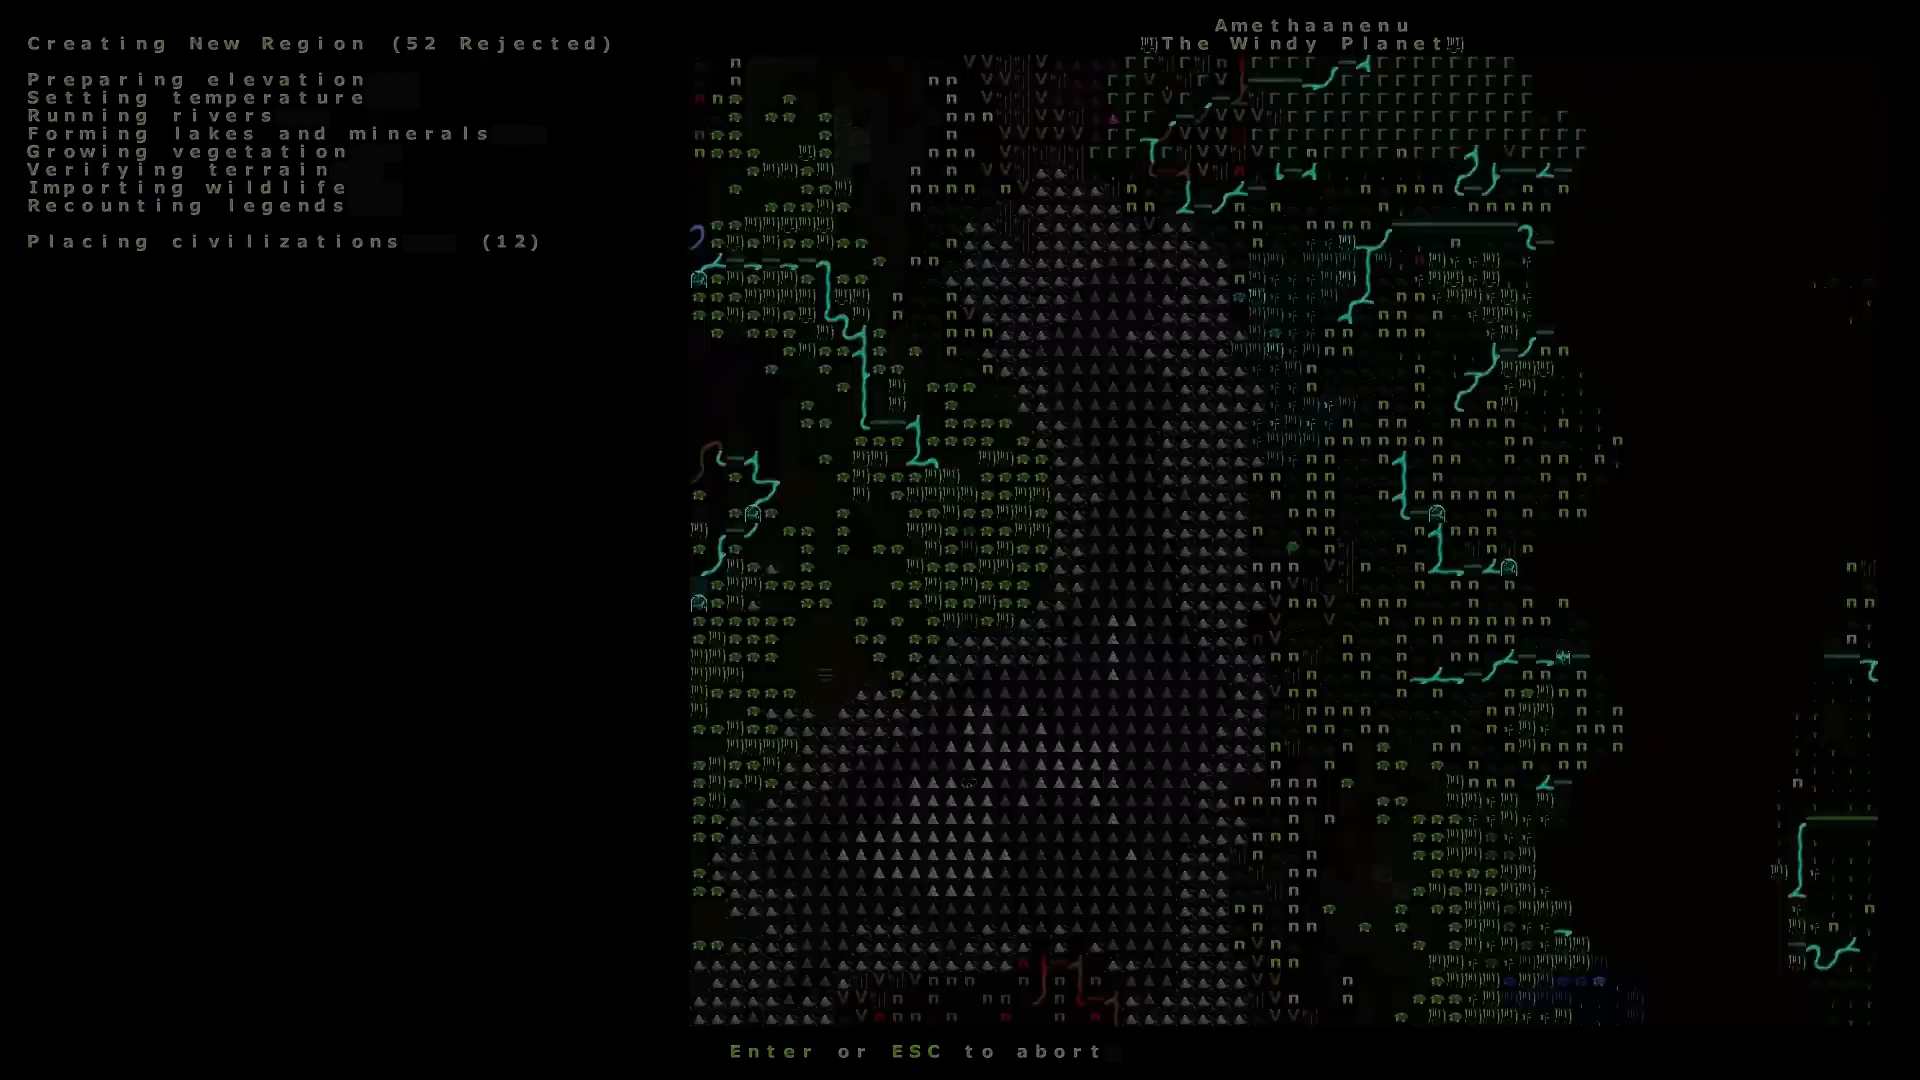 Creating New Region (52 Rejected)
Preparing elevation
Setting temperature
Running rivers
Forming lakes and minerals
Growing vegetation
Verifying terrain
Importing wildlife
Recounting legends
Placing civilizations (12)
Amethaanenu
The Windy Planet
Enter or ESC to abort